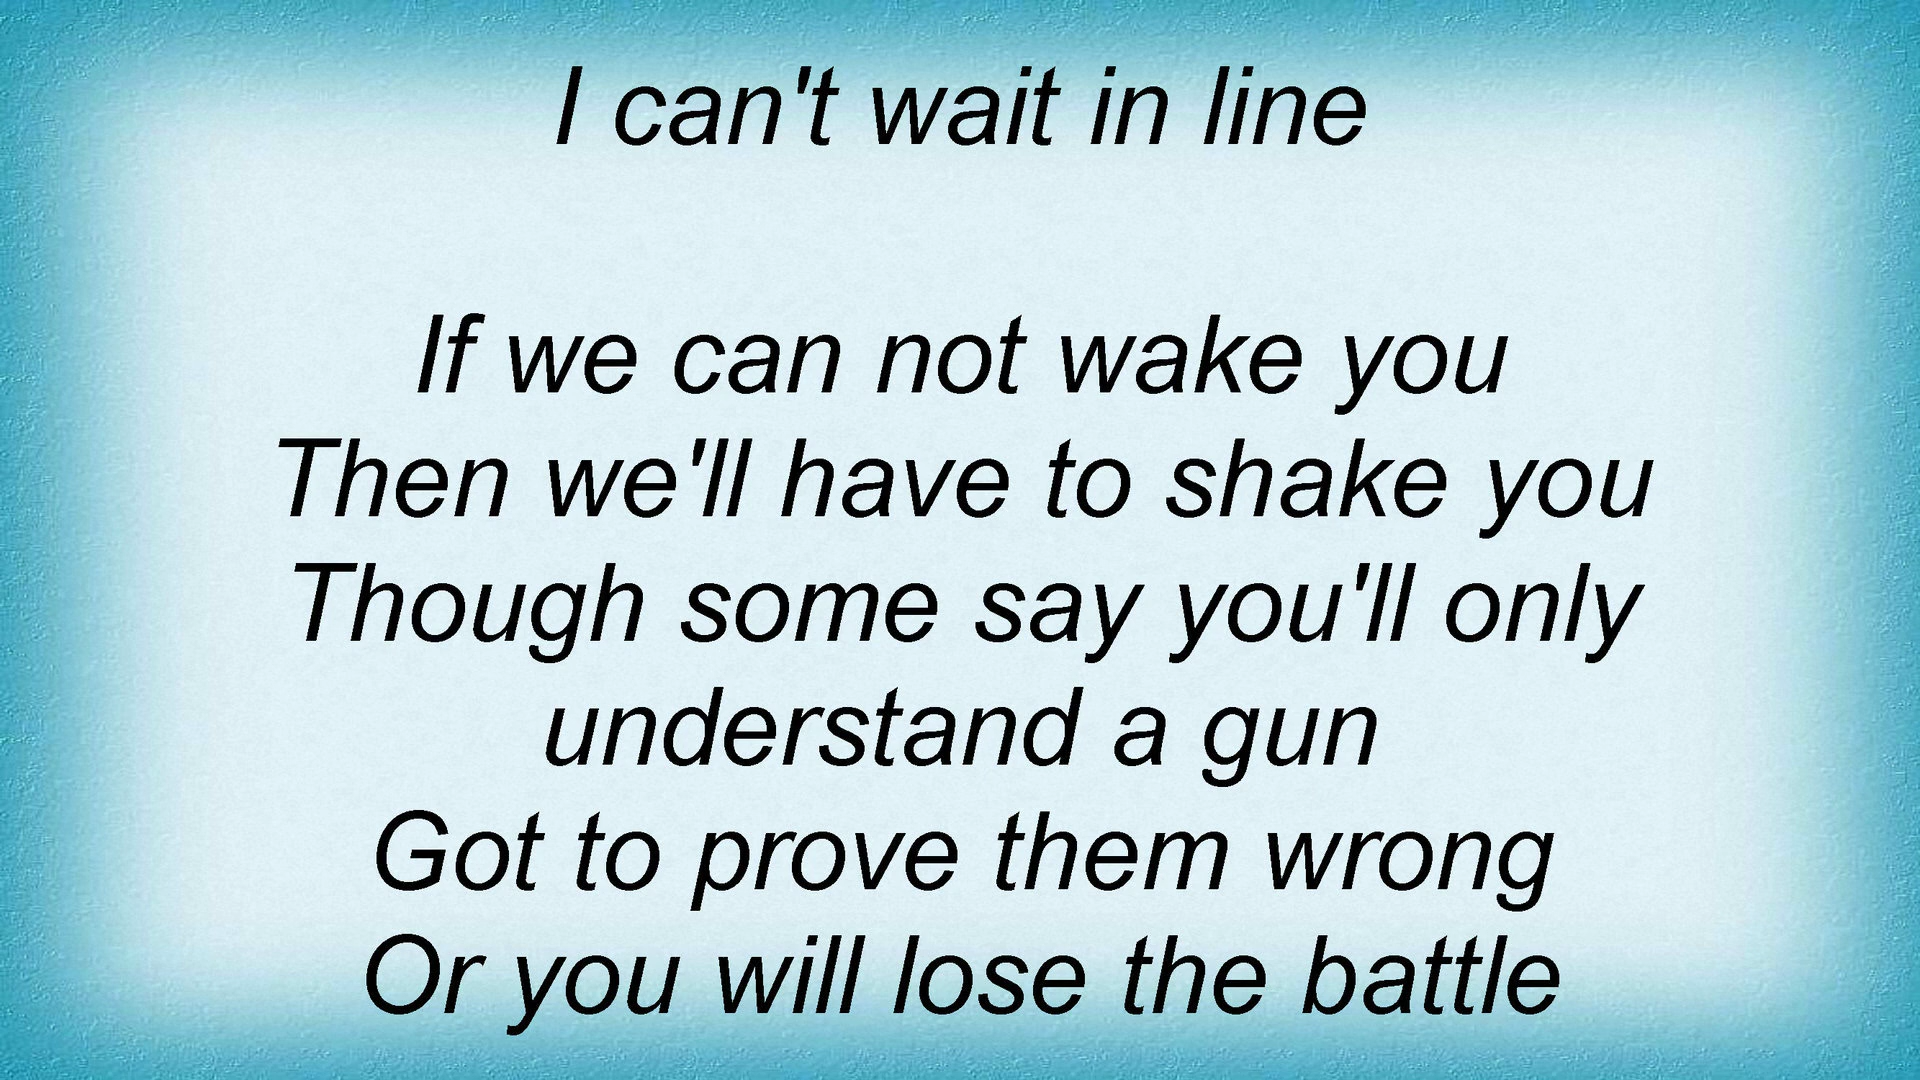 I can't wait in line
If we can not wake you
Then we'll have to shake you
Though some say you'll only
understand a gun
Got to prove them wrong
Or you will lose the battle